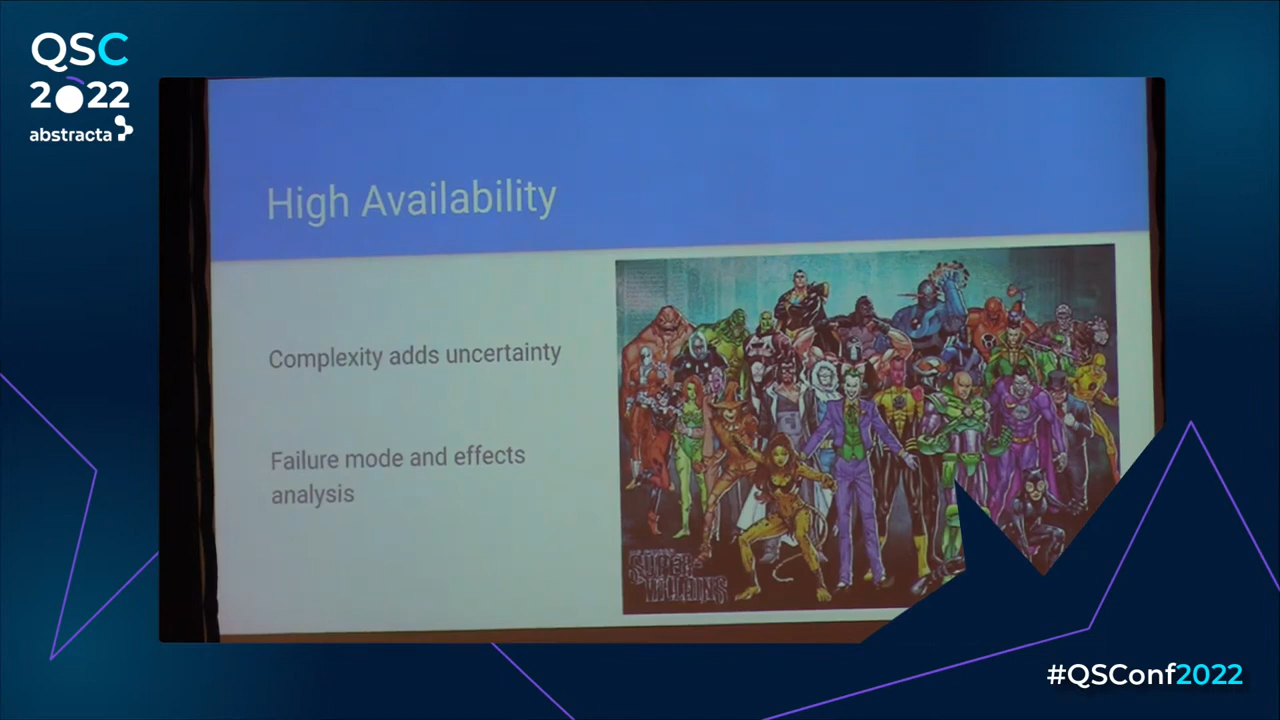 QSC
2022
abstracta
High Availability
Complexity adds uncertainty
Failure mode and effects
analysis
SUPER-
VILLAINS
#QSConf2022